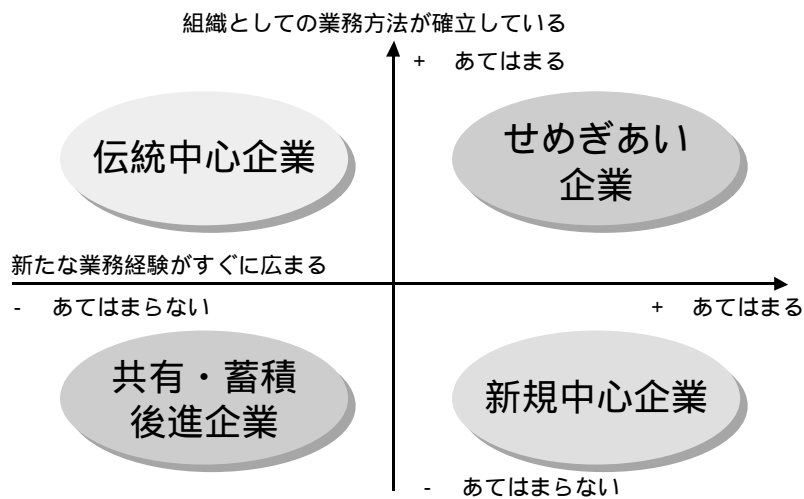 組織としての業務方法が確立している
+ あてはまる
伝統中心企業
せめぎあい
企業
新たな業務経験がすぐに広まる
- あてはまらない
+ あてはまる
共有・蓄積
後進企業
新規中心企業
- あてはまらない